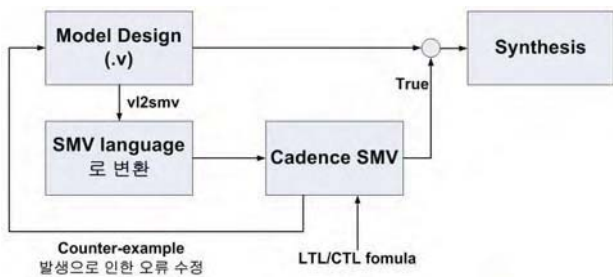 Model Design
(.v)
Synthesis
True
vl2smv
SMV language
로 변환
Cadence SMV
Counter-example
발생으로 인한 오류 수정
LTL/CTL fomula